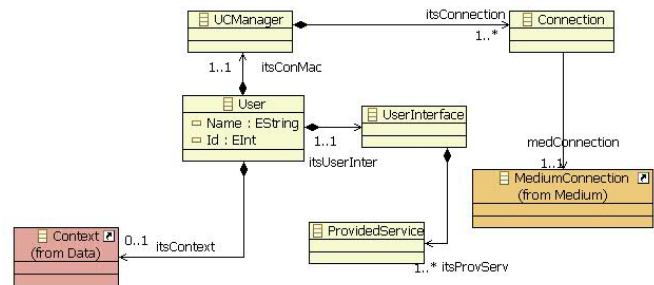 UCManager
itsConnection
Connection
1..*
1..1
itsConMac
User
Name : EString
Id : EInt
1..1
itsUserInter
UserInterface
medConnection
1..1
MediumConnection
(from Medium)
Context
(from Data)
0..1
itsContext
ProvidedService
1..* itsProvServ